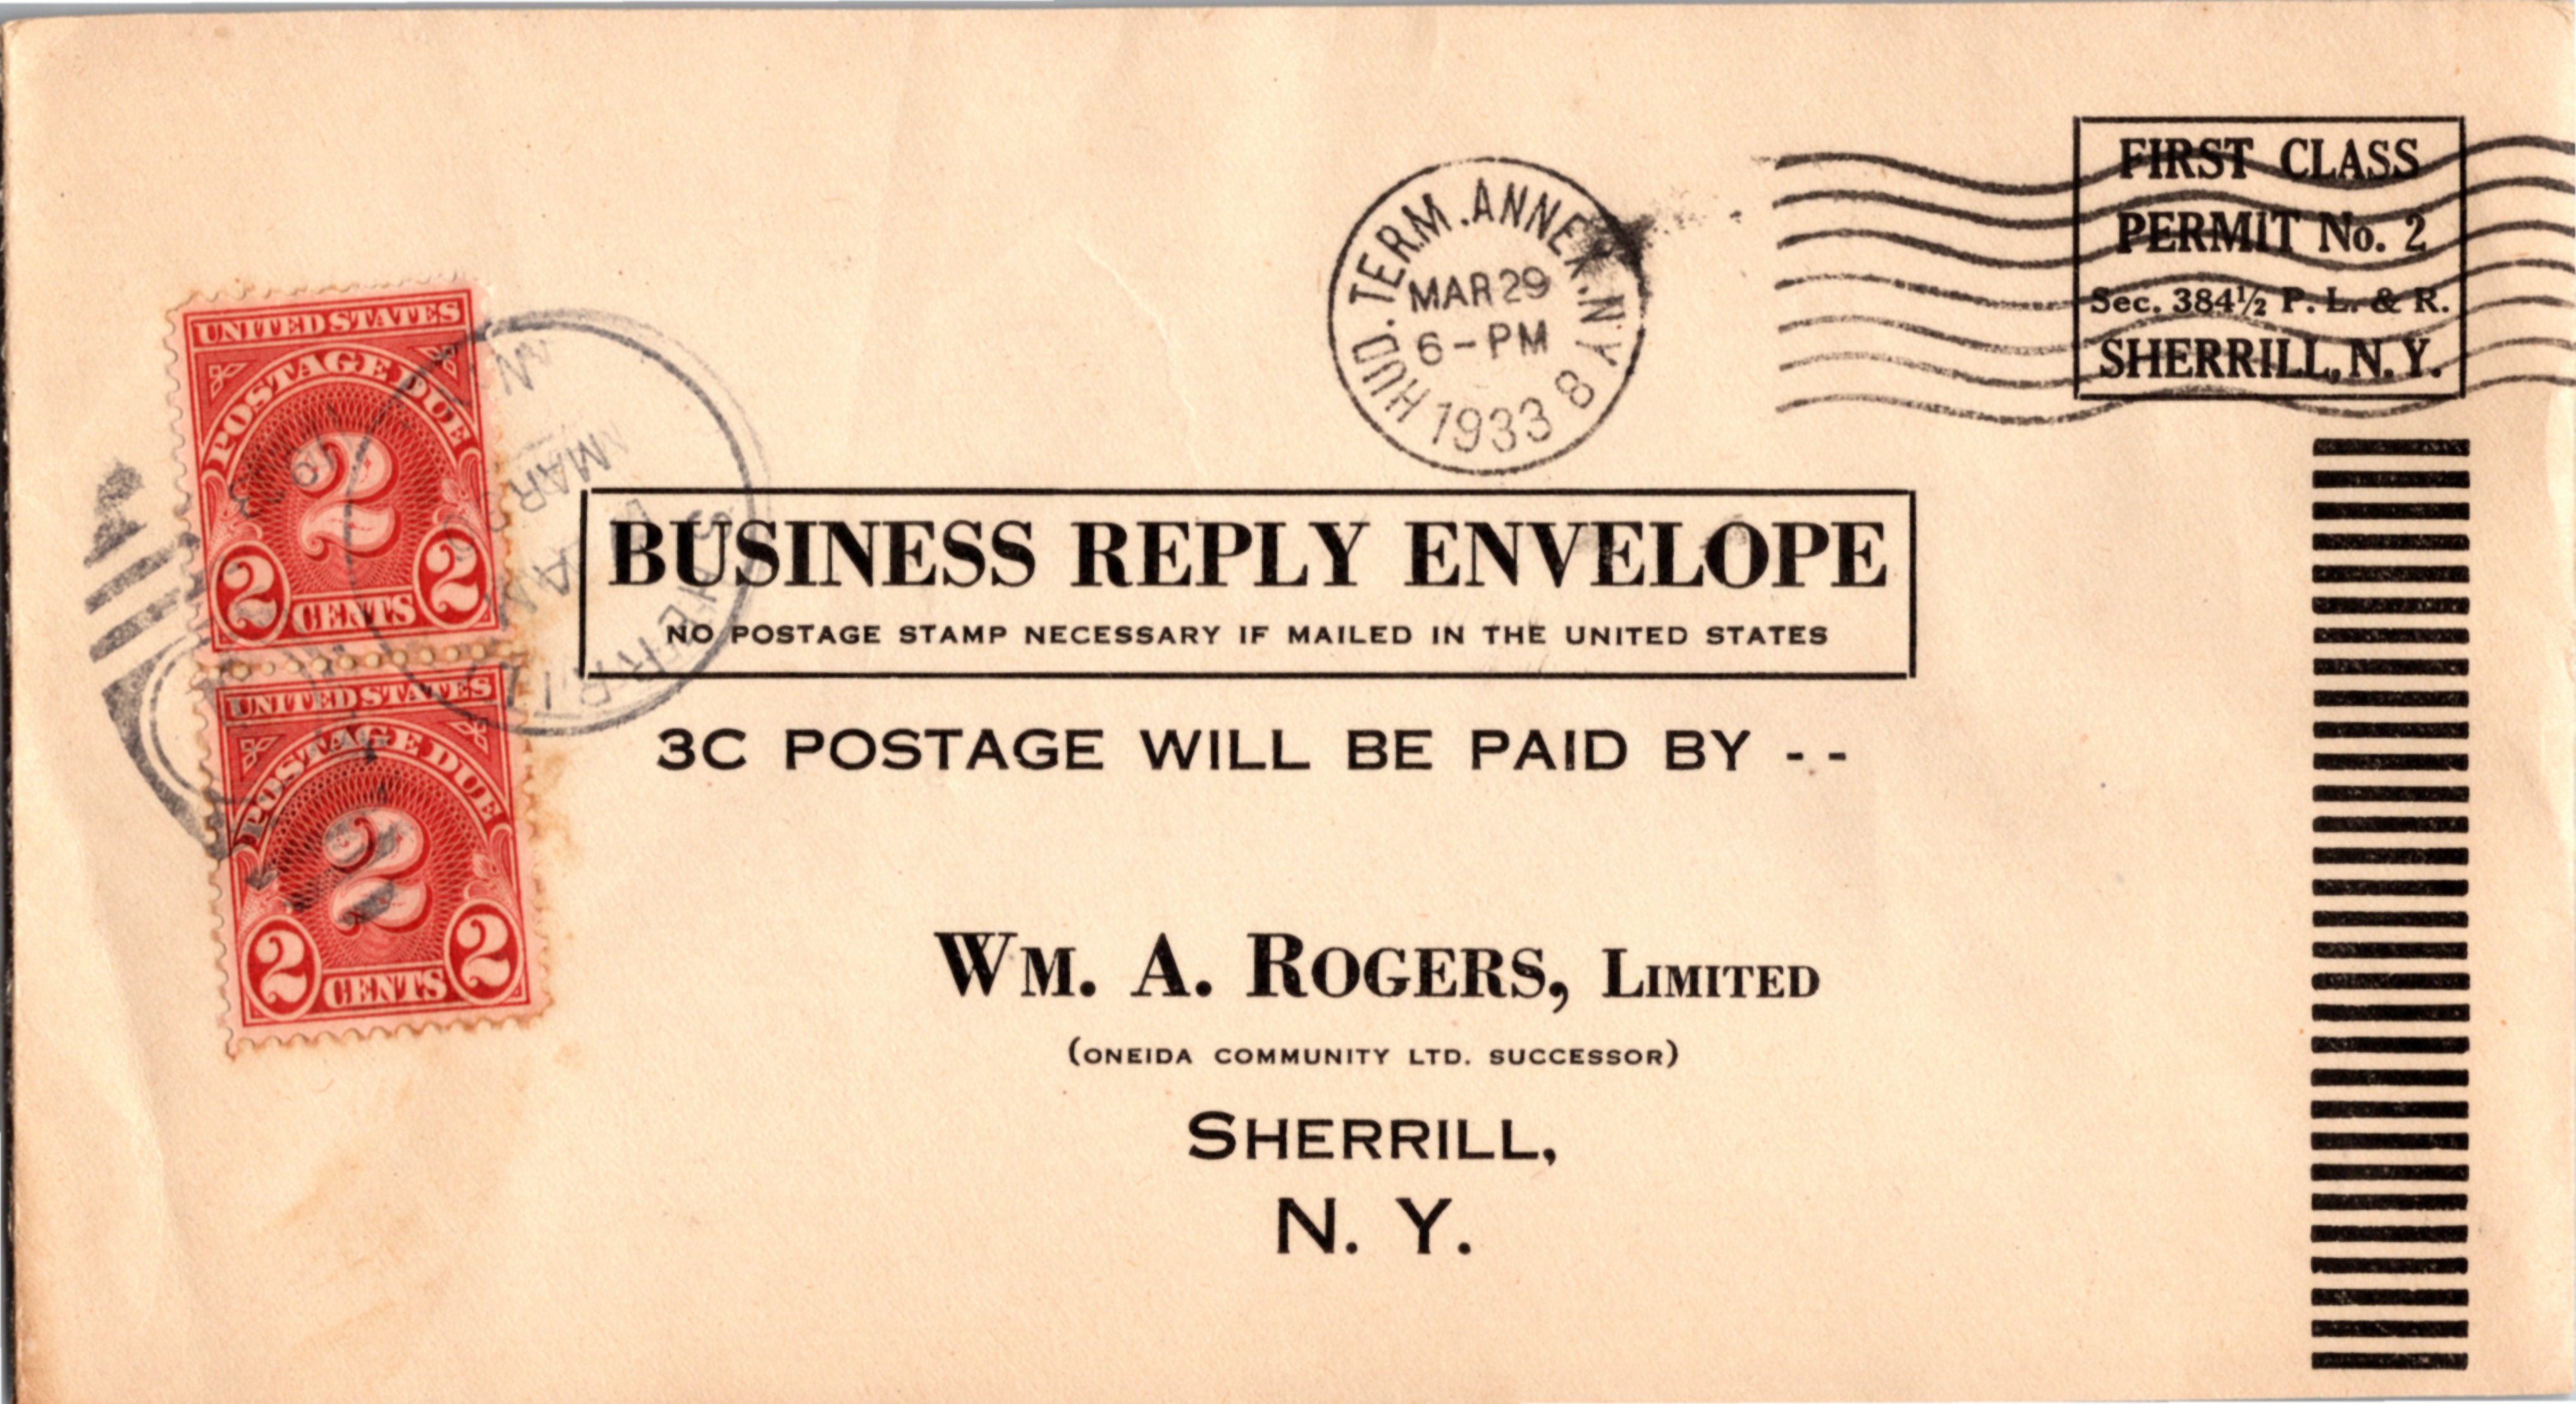 FIRST CLASS
PERMIT No. 2
Sec. 384½ P. L. & R.
SHERRILL, N. Y.
HUD. TERM. ANNEX. N.Y. 8
MAR 29
6-PM
1933
UNITED STATES
POSTAGE DUE
2
2 CENTS 2
UNITED STATES
POSTAGE DUE
2
2 CENTS 2
SHERRILL
MAR
AM
N.Y.
BUSINESS REPLY ENVELOPE
NO POSTAGE STAMP NECESSARY IF MAILED IN THE UNITED STATES
3C POSTAGE WILL BE PAID BY - -
WM. A. ROGERS, LIMITED
(ONEIDA COMMUNITY LTD. SUCCESSOR)
SHERRILL,
N. Y.